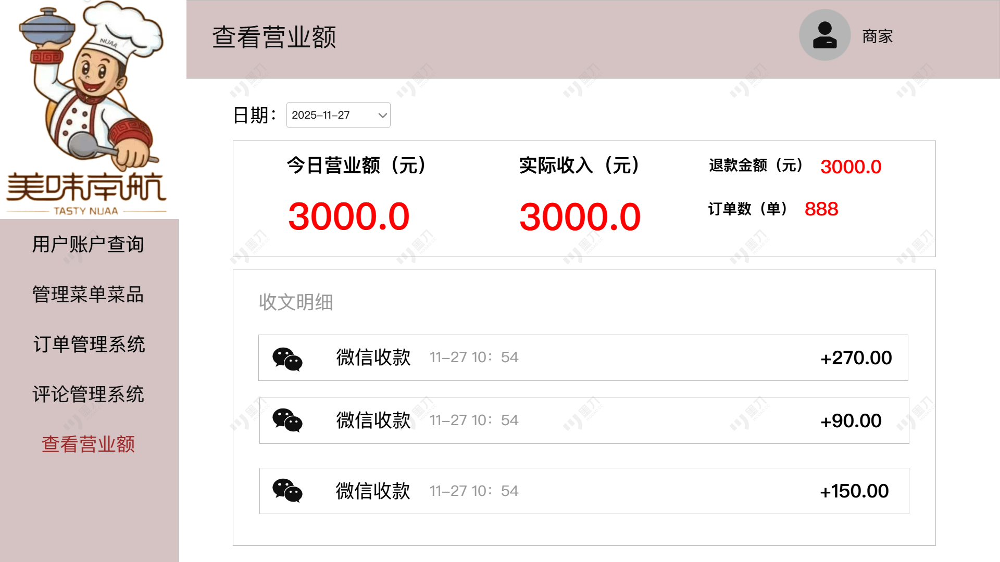 NUAA
美味南航
TASTY NUAA
用户账户查询
管理菜单菜品
订单管理系统
评论管理系统
查看营业额
查看营业额
商家
日期：
2025-11-27
今日营业额（元）
3000.0
实际收入（元）
3000.0
退款金额（元） 3000.0
订单数（单） 888
收文明细
微信收款 11-27 10：54 +270.00
微信收款 11-27 10：54 +90.00
微信收款 11-27 10：54 +150.00
墨刀